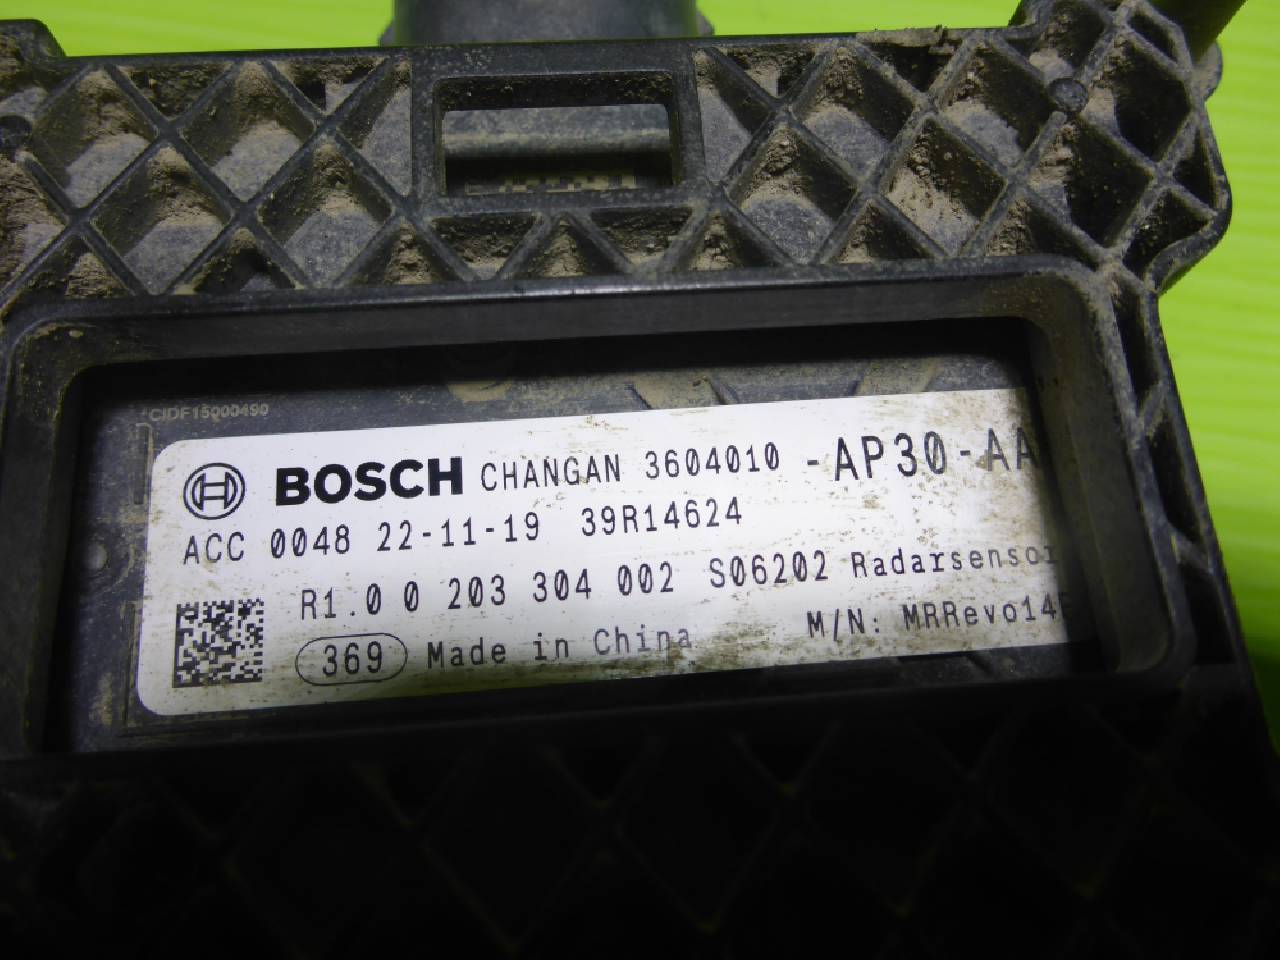 CIDF15000490
BOSCH CHANGAN 3604010 -AP30-AA
ACC 0048 22-11-19 39R14624
R1.0 0 203 304 002 S06202 Radarsensor
369 Made in China M/N: MRRevo14F